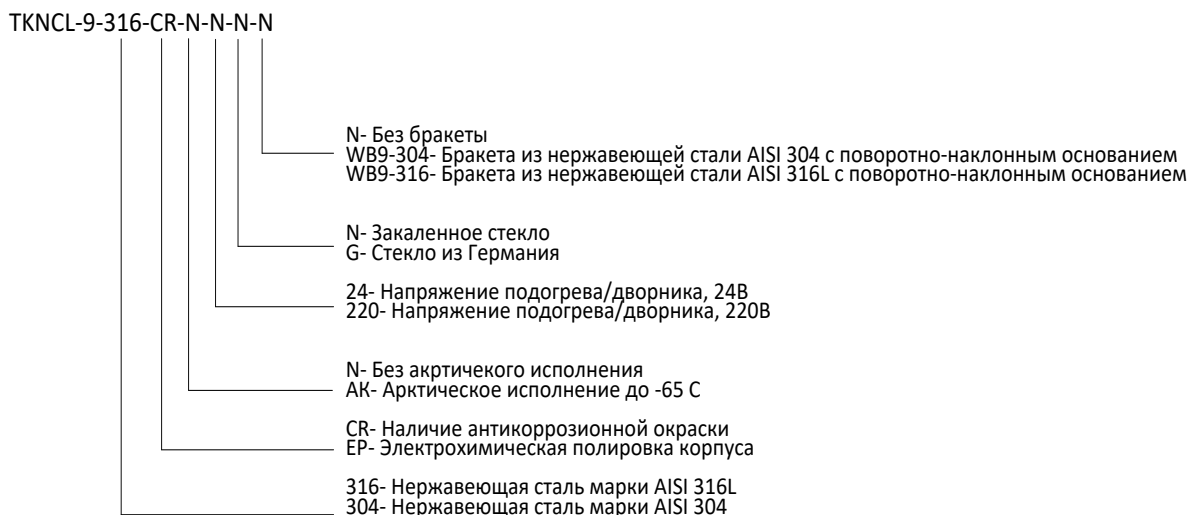 TKNCL-9-316-CR-N-N-N-N
N- Без бракеты
WB9-304- Бракета из нержавеющей стали AISI 304 с поворотно-наклонным основанием
WB9-316- Бракета из нержавеющей стали AISI 316L с поворотно-наклонным основанием
N- Закаленное стекло
G- Стекло из Германия
24- Напряжение подогрева/дворника, 24В
220- Напряжение подогрева/дворника, 220В
N- Без акртичекого исполнения
АК- Арктическое исполнение до -65 С
CR- Наличие антикоррозионной окраски
EP- Электрохимическая полировка корпуса
316- Нержавеющая сталь марки AISI 316L
304- Нержавеющая сталь марки AISI 304